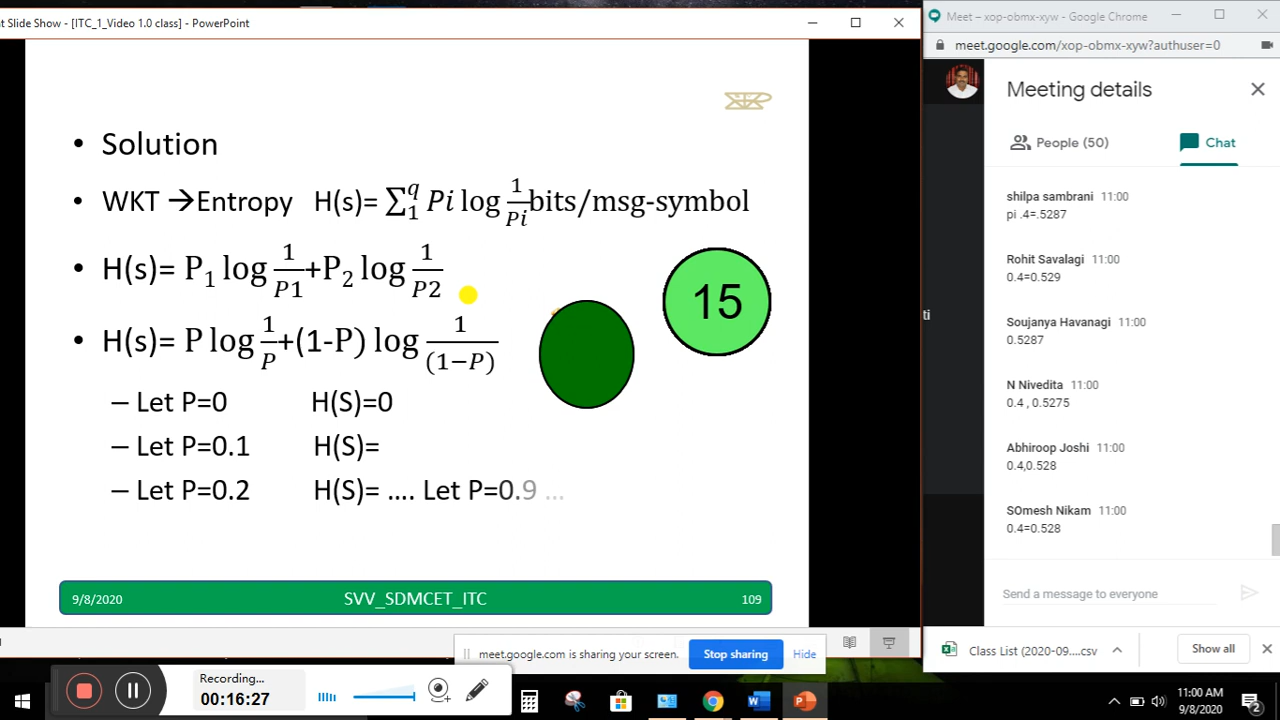 t Slide Show - [ITC_1_Video 1.0 class] - PowerPoint
• Solution
• WKT →Entropy H(s)= ∑₁^q Pi log 1/Pi bits/msg-symbol
• H(s)= P₁ log 1/P1 +P₂ log 1/P2
• H(s)= P log 1/P +(1-P) log 1/(1−P)
15
– Let P=0 H(S)=0
– Let P=0.1 H(S)=
– Let P=0.2 H(S)= .... Let P=0.9 ...
9/8/2020 SVV_SDMCET_ITC 109
meet.google.com is sharing your screen. Stop sharing Hide
Recording...
00:16:27
Meet – xop-obmx-xyw - Google Chrome
meet.google.com/xop-obmx-xyw?authuser=0
Meeting details
People (50) Chat
shilpa sambrani 11:00
pi .4=.5287
Rohit Savalagi 11:00
0.4=0.529
ti
Soujanya Havanagi 11:00
0.5287
N Nivedita 11:00
0.4 , 0.5275
Abhiroop Joshi 11:00
0.4,0.528
SOmesh Nikam 11:00
0.4=0.528
Send a message to everyone
Class List (2020-09....csv Show all
11:00 AM
9/8/2020
2